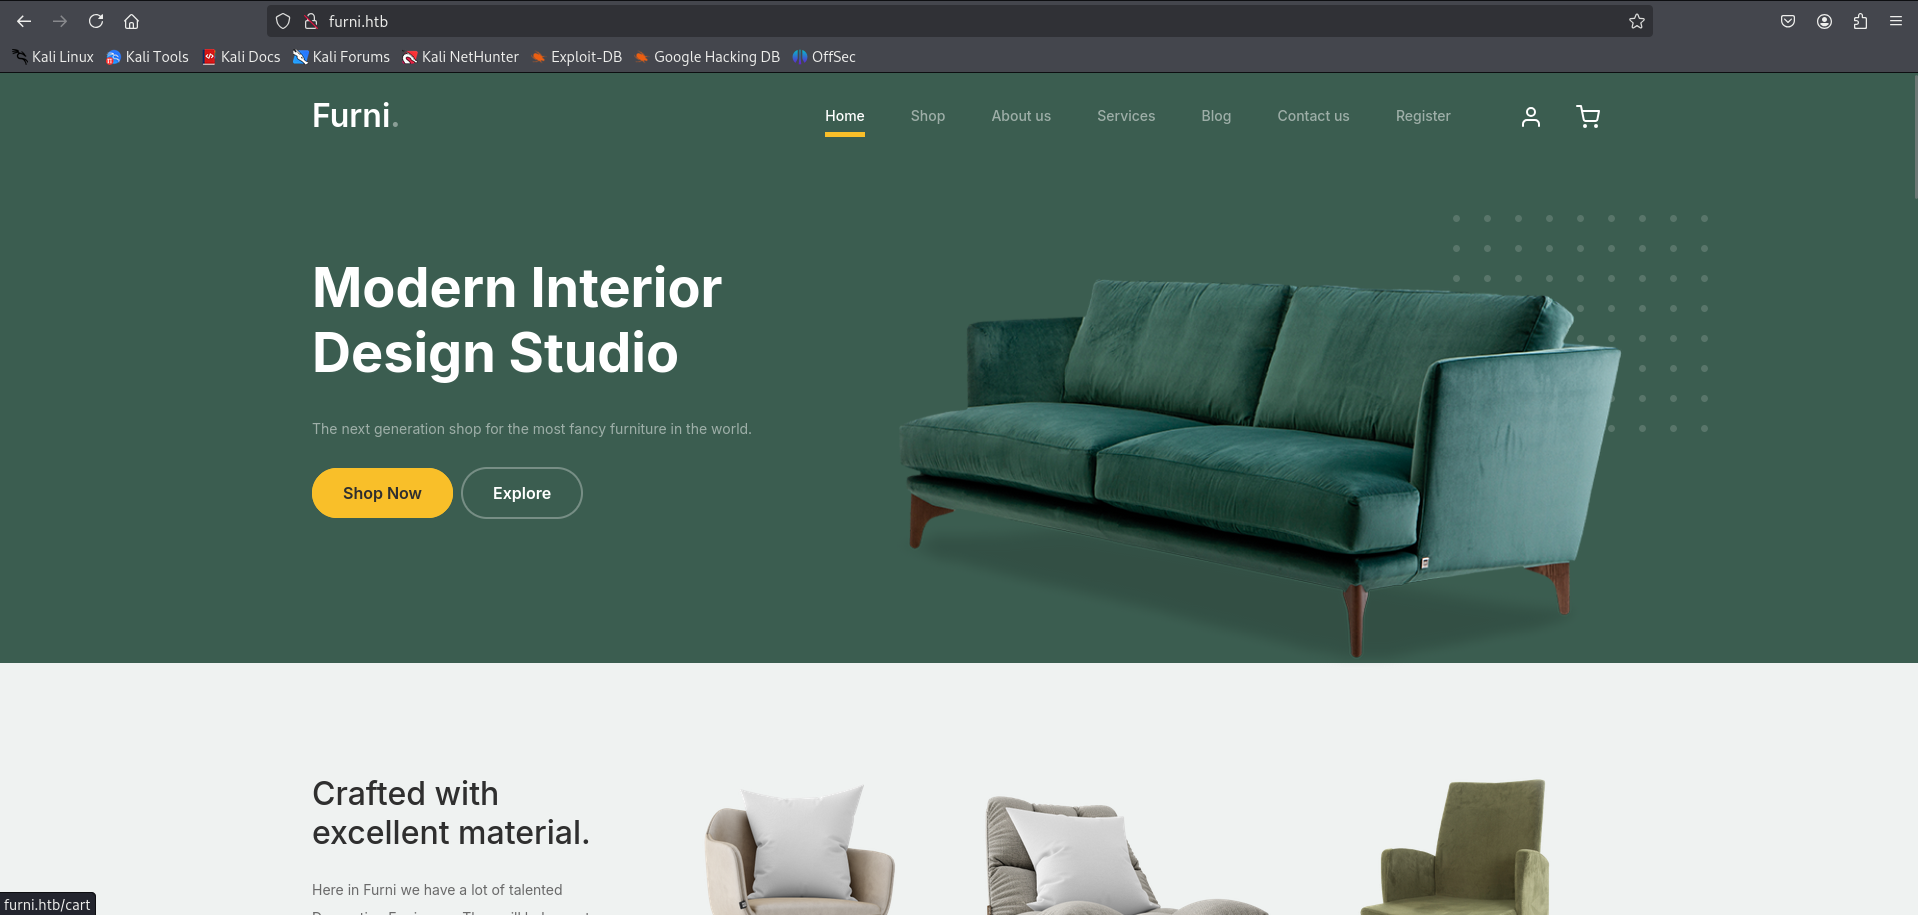 furni.htb
Kali Linux Kali Tools Kali Docs Kali Forums Kali NetHunter Exploit-DB Google Hacking DB OffSec
Furni.
Home Shop About us Services Blog Contact us Register
Modern Interior
Design Studio
The next generation shop for the most fancy furniture in the world.
Shop Now Explore
Crafted with
excellent material.
Here in Furni we have a lot of talented
furni.htb/cart